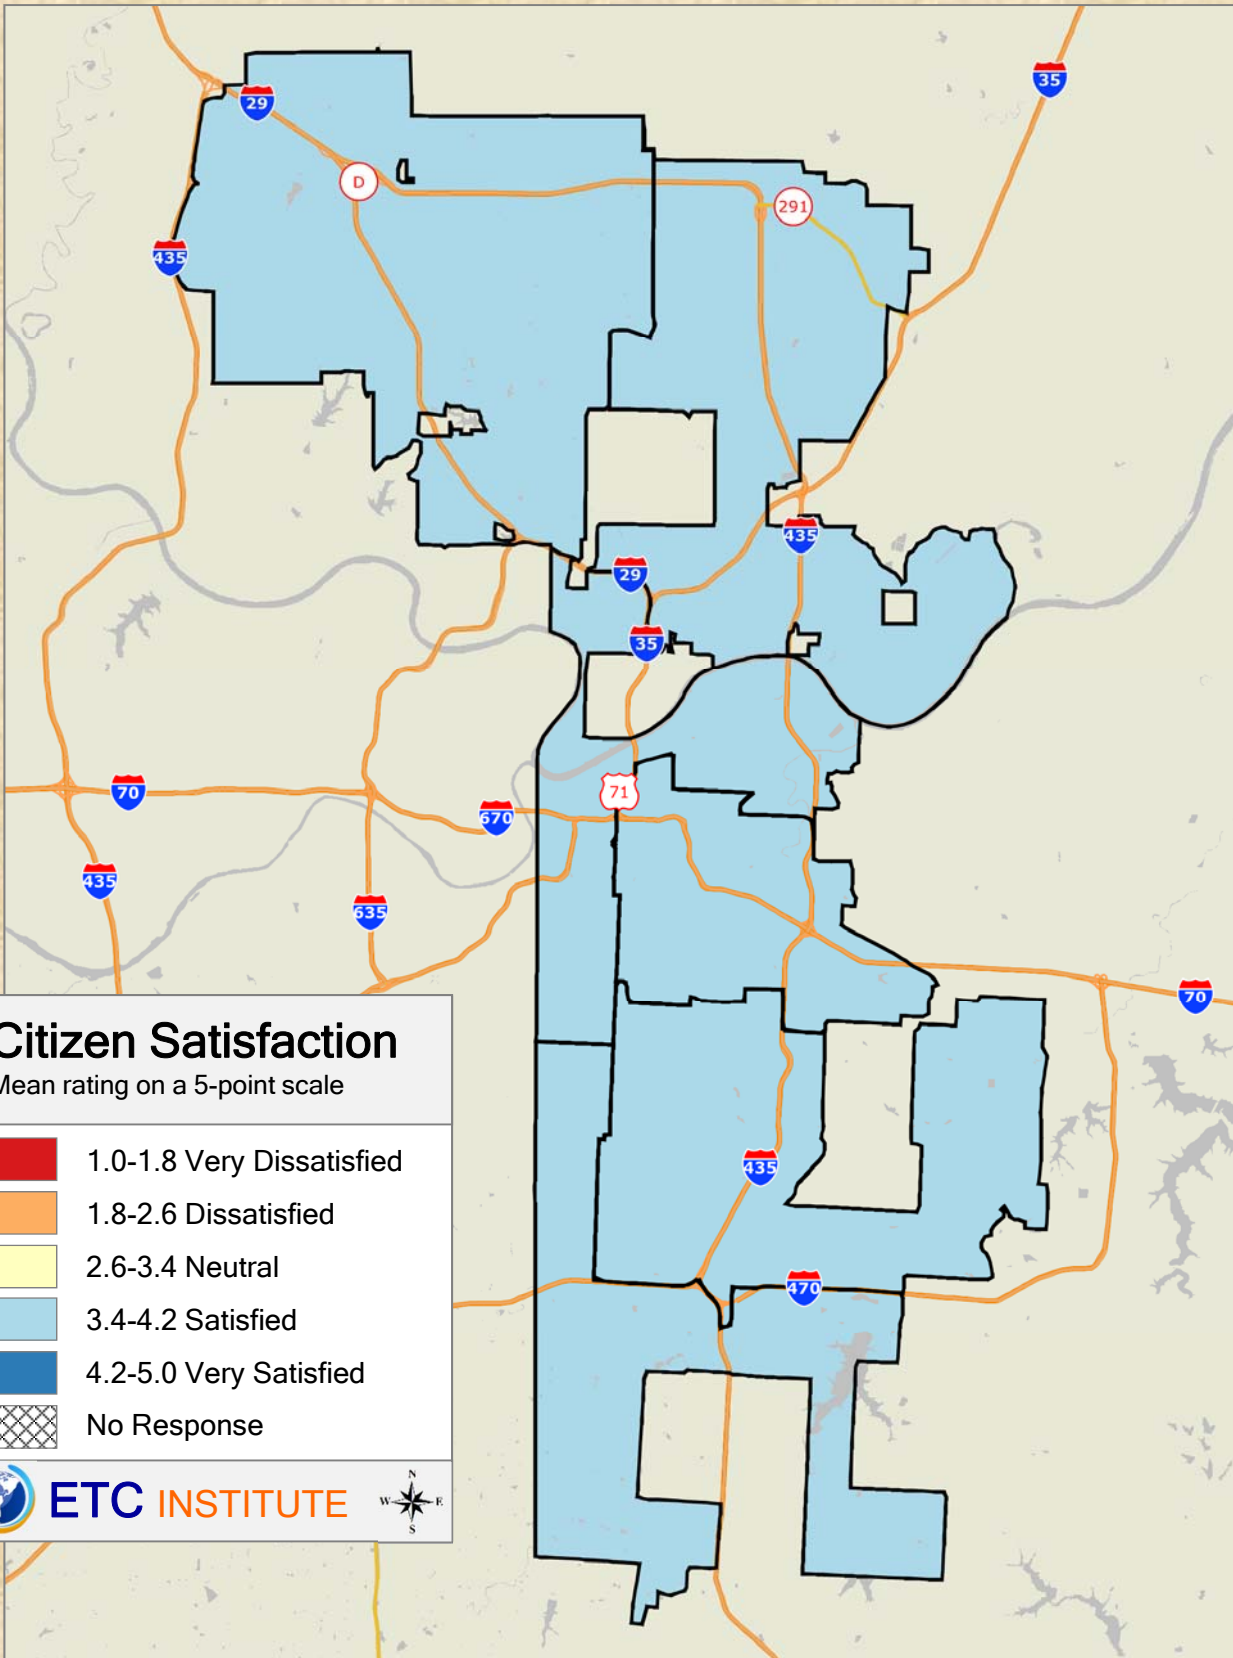 35
29
D
291
435
435
29
35
70
71
670
435
635
70
Citizen Satisfaction
Mean rating on a 5-point scale
1.0-1.8 Very Dissatisfied
1.8-2.6 Dissatisfied
2.6-3.4 Neutral
435
3.4-4.2 Satisfied
470
4.2-5.0 Very Satisfied
No Response
ETC INSTITUTE
N
W E
S